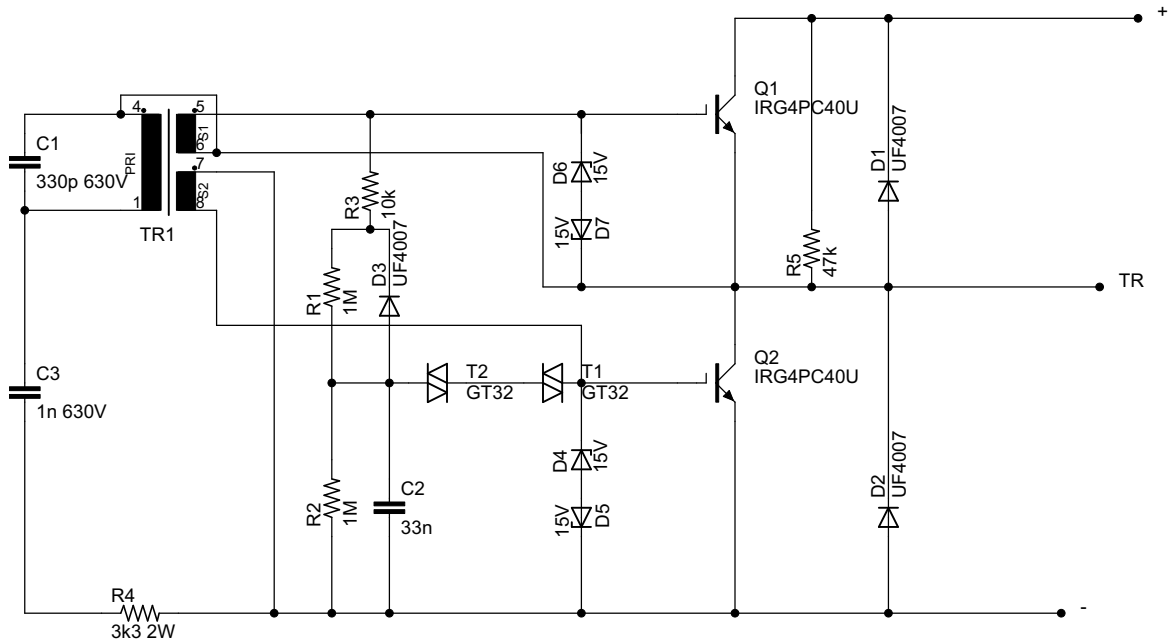 +
Q1
IRG4PC40U
4
5
C1
330p 630V
PRI
S1
6
7
S2
1
8
TR1
D6
15V
15V
D7
D1
UF4007
R3
10k
D3
UF4007
R1
1M
R5
47k
TR
T2
GT32
T1
GT32
Q2
IRG4PC40U
C3
1n 630V
D4
15V
15V
D5
D2
UF4007
R2
1M
C2
33n
R4
3k3 2W
-